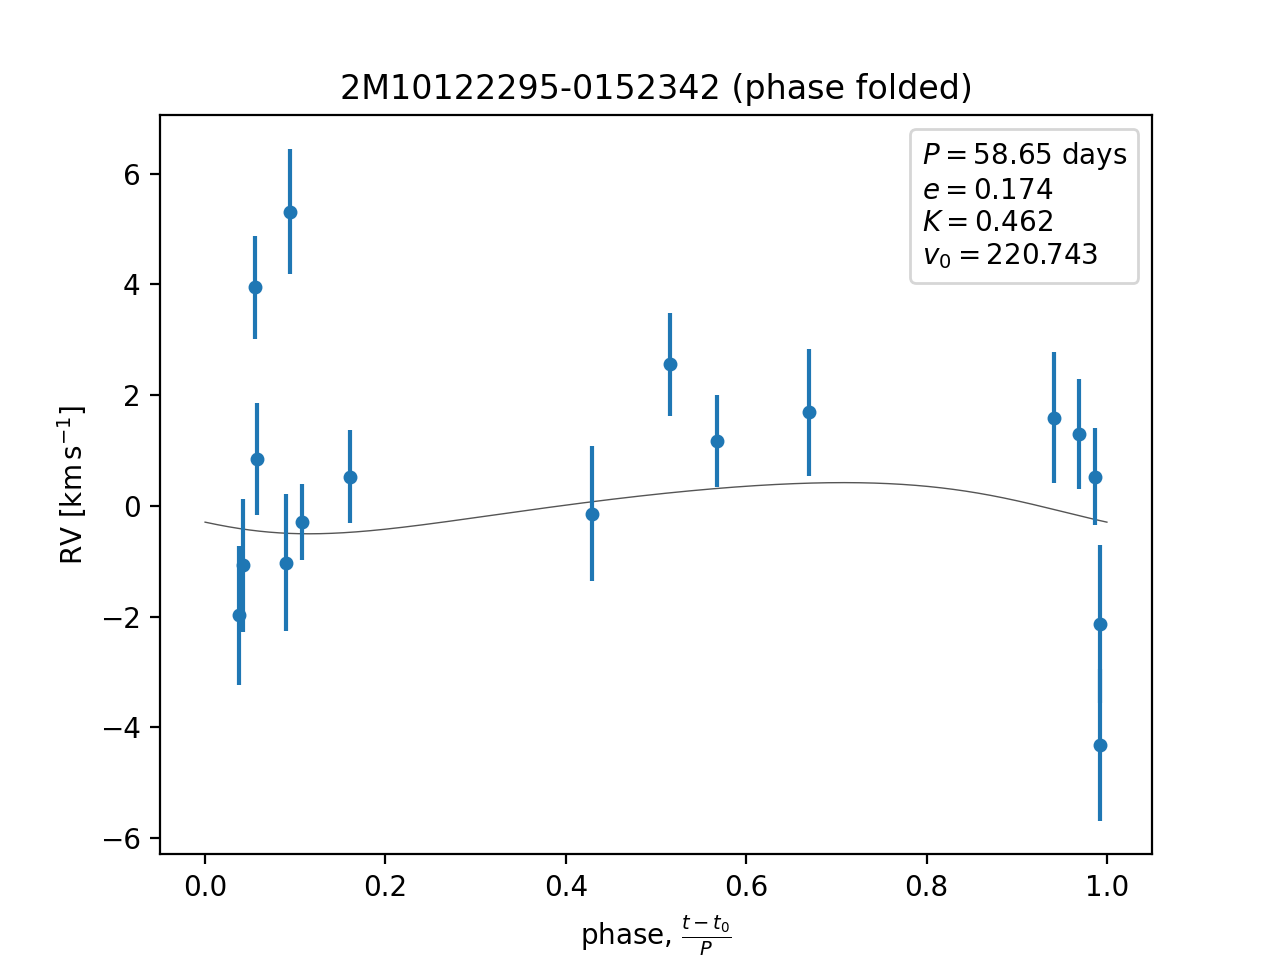 2M10122295-0152342 (phase folded)
P = 58.65 days
e = 0.174
K = 0.462
v₀ = 220.743
RV [km s⁻¹]
6
4
2
0
−2
−4
−6
0.0 0.2 0.4 0.6 0.8 1.0
phase, (t − t₀)/P